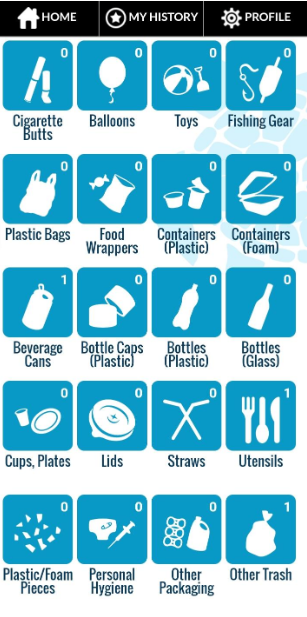 HOME MY HISTORY PROFILE
0 0 0 0
Cigarette Butts Balloons Toys Fishing Gear
0 0 0 0
Plastic Bags Food Wrappers Containers (Plastic) Containers (Foam)
1 0 0 0
Beverage Cans Bottle Caps (Plastic) Bottles (Plastic) Bottles (Glass)
0 0 0 1
Cups, Plates Lids Straws Utensils
0 0 0 1
Plastic/Foam Pieces Personal Hygiene Other Packaging Other Trash